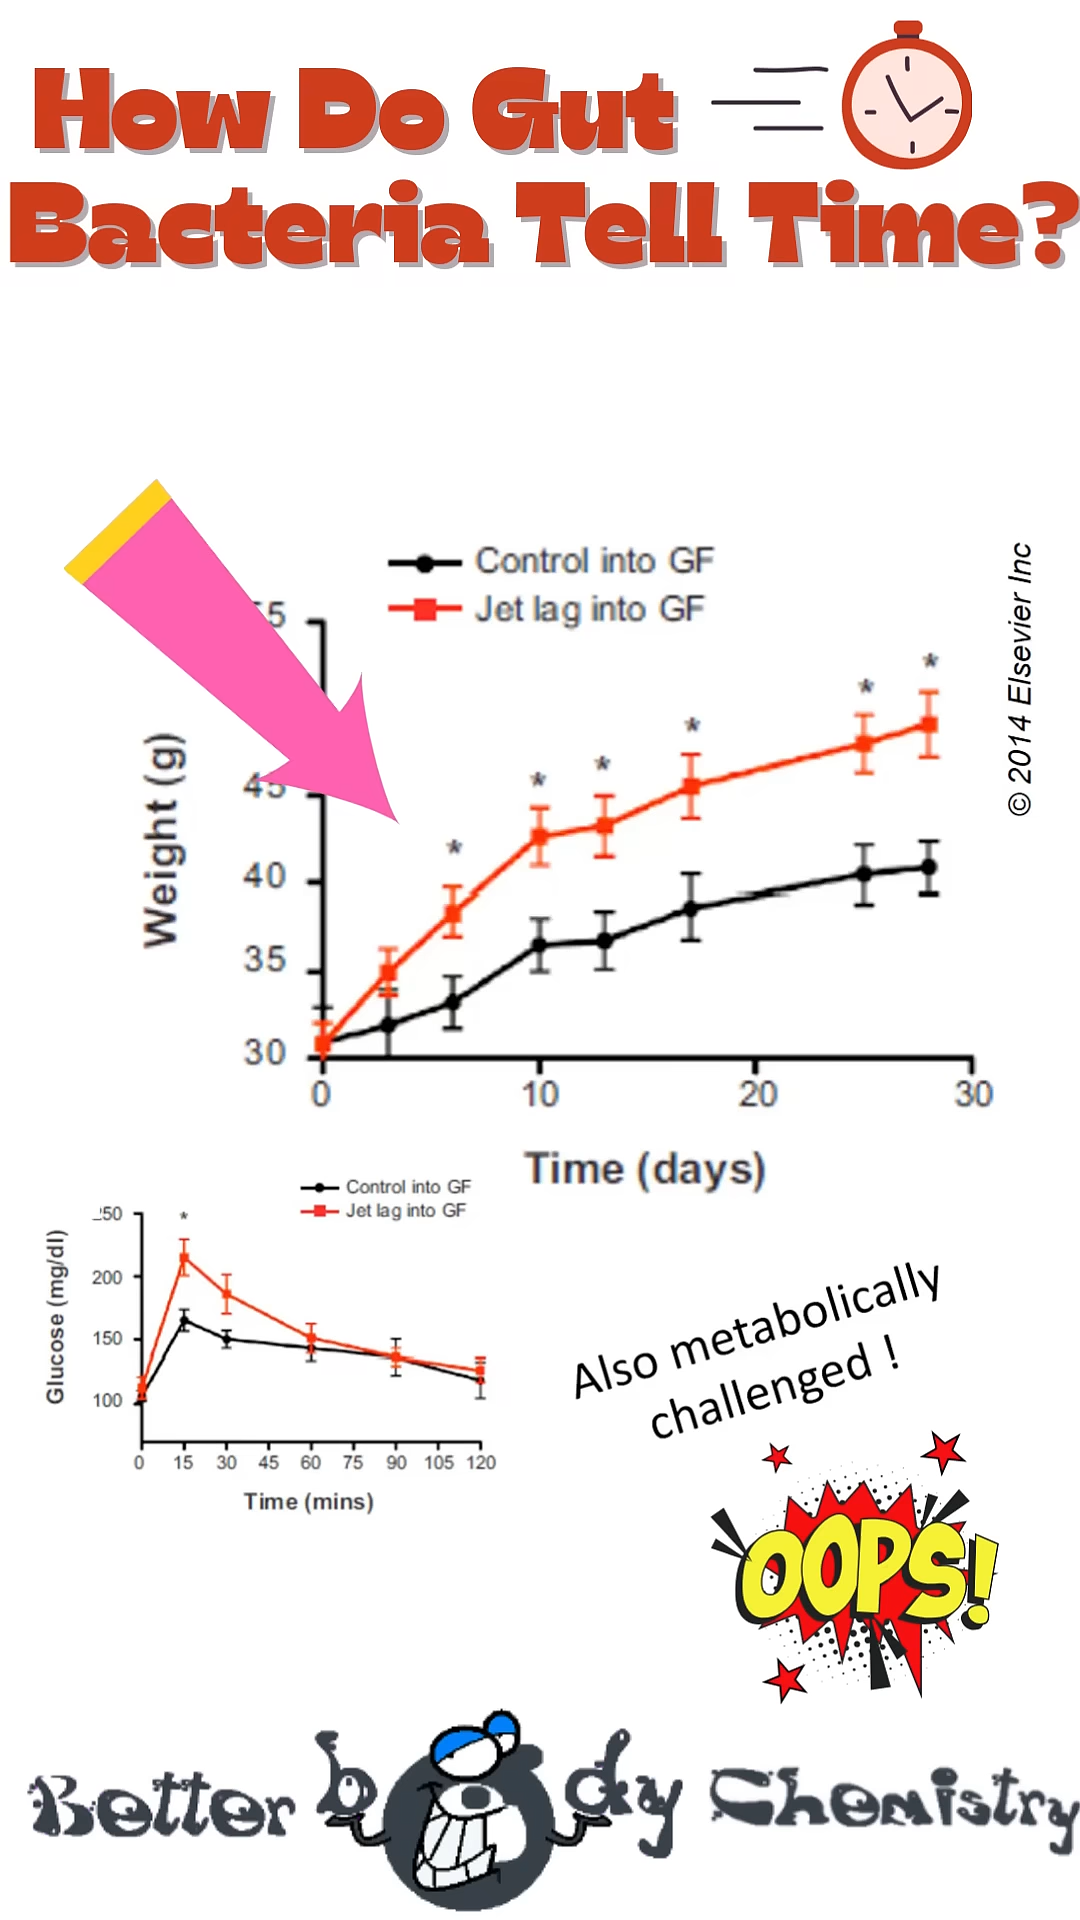 How Do Gut
Bacteria Tell Time?
Control into GF
Jet lag into GF
© 2014 Elsevier Inc
Weight (g)
45
40
35
30
0 10 20 30
Time (days)
* * * * * *
Control into GF
Jet lag into GF
Glucose (mg/dl)
*
200
150
100
0 15 30 45 60 75 90 105 120
Time (mins)
Also metabolically
challenged !
OOPS!
Better body Chemistry